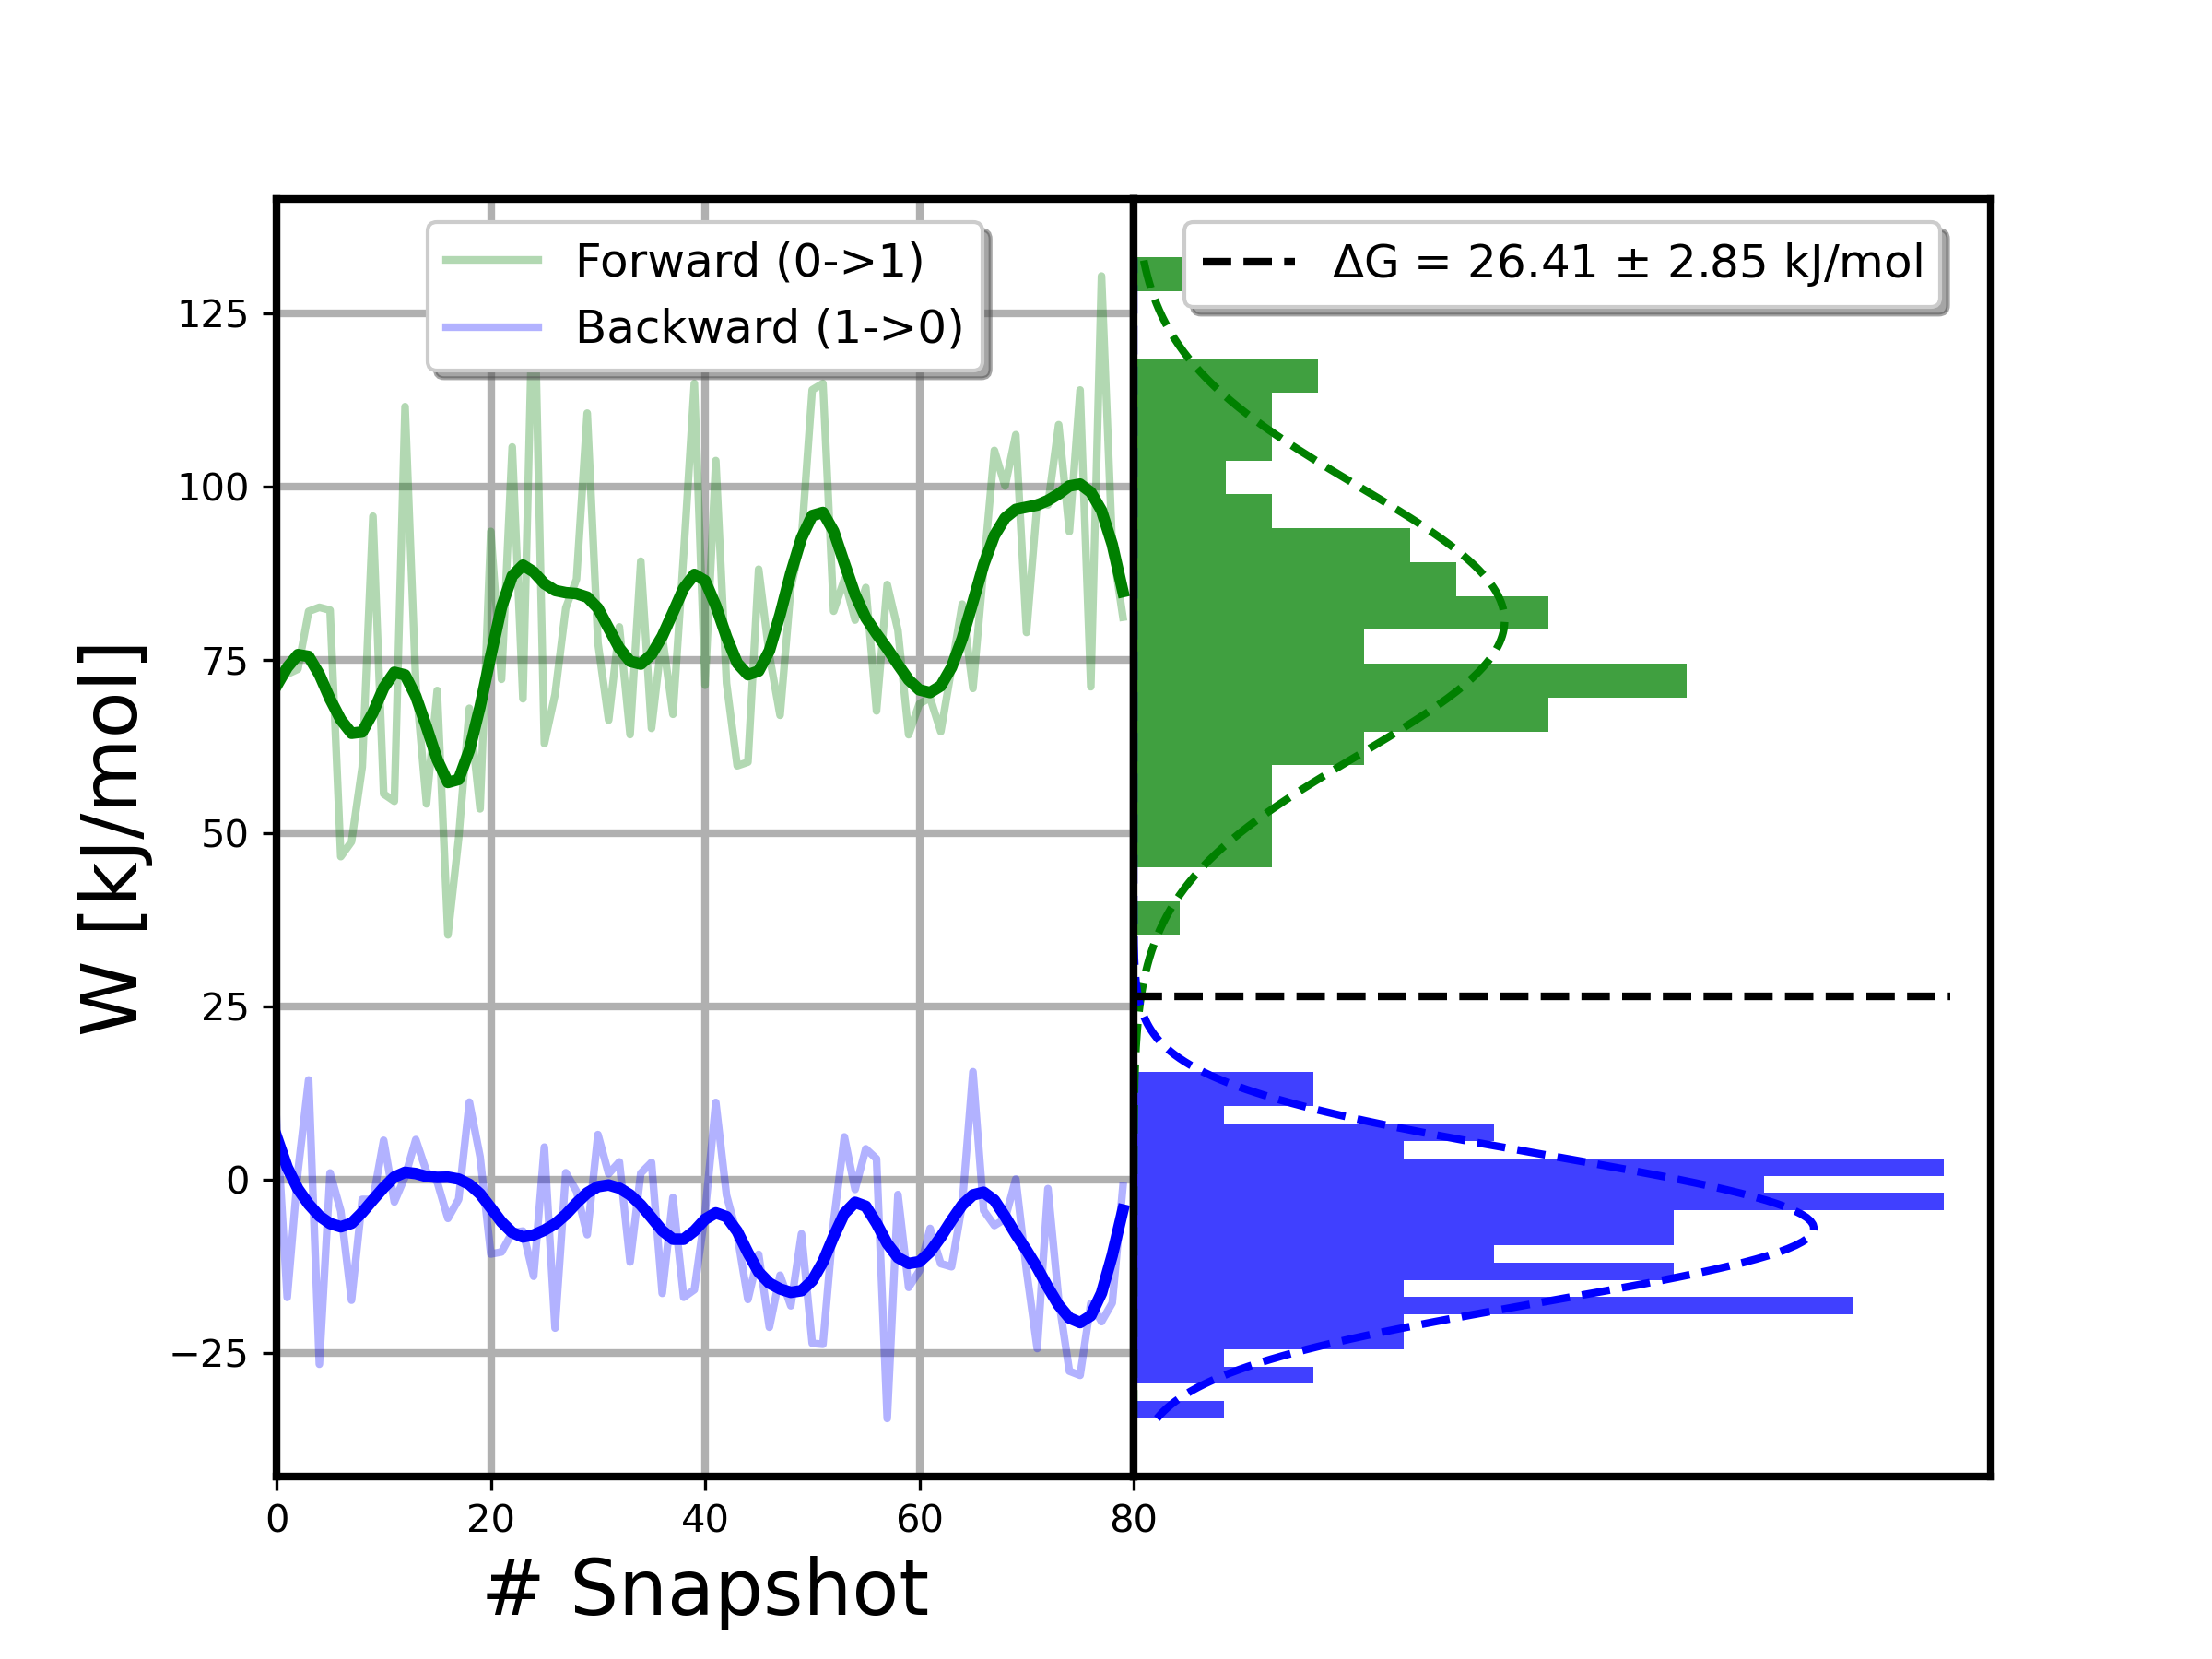 Forward (0->1)
Backward (1->0)
ΔG = 26.41 ± 2.85 kJ/mol
125
100
75
50
25
0
−25
W [kJ/mol]
0 20 40 60 80
# Snapshot